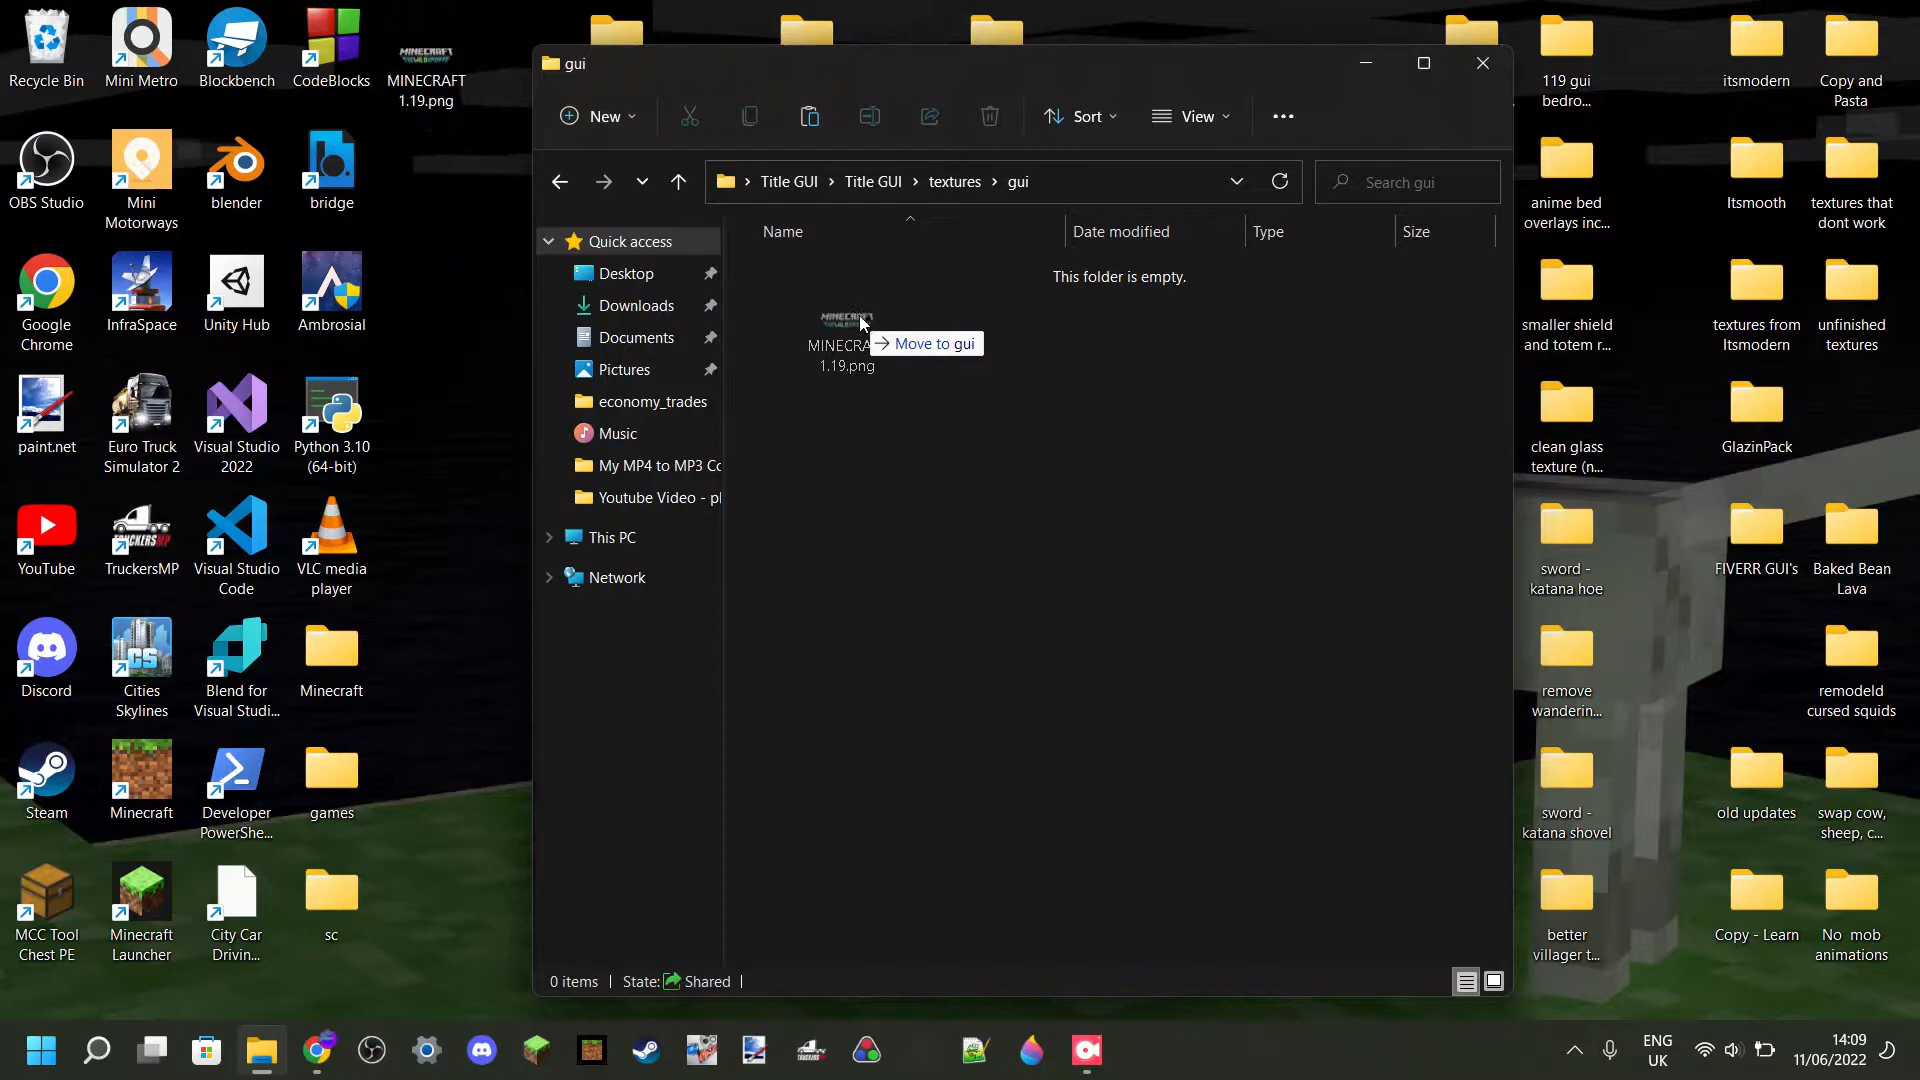 Recycle Bin
Mini Metro
Blockbench
CodeBlocks
MINECRAFT
MINECRAFT
1.19.png
OBS Studio
Mini
Motorways
blender
bridge
Google
Chrome
InfraSpace
Unity Hub
Ambrosial
paint.net
Euro Truck
Simulator 2
Visual Studio
2022
Python 3.10
(64-bit)
YouTube
TRUCKERSMP
TruckersMP
Visual Studio
Code
VLC media
player
Discord
CS
Cities
Skylines
Blend for
Visual Studi...
Minecraft
Steam
Minecraft
Developer
PowerShe...
games
MCC Tool
Chest PE
Minecraft
Launcher
City Car
Drivin...
sc
gui
New
Sort
View
Title GUI
Title GUI
textures
gui
Search gui
Name
Date modified
Type
Size
This folder is empty.
Quick access
Desktop
Downloads
Documents
Pictures
economy_trades
Music
My MP4 to MP3 Co
Youtube Video - pl
This PC
Network
MINECRAFT
MINECRA
1.19.png
Move to gui
0 items
State:
Shared
119 gui
bedro...
itsmodern
Copy and
Pasta
anime bed
overlays inc...
Itsmooth
textures that
dont work
smaller shield
and totem r...
textures from
Itsmodern
unfinished
textures
clean glass
texture (n...
GlazinPack
sword -
katana hoe
FIVERR GUI's
Baked Bean
Lava
remove
wanderin...
remodeld
cursed squids
sword -
katana shovel
old updates
swap cow,
sheep, c...
better
villager t...
Copy - Learn
No mob
animations
ENG
UK
14:09
11/06/2022